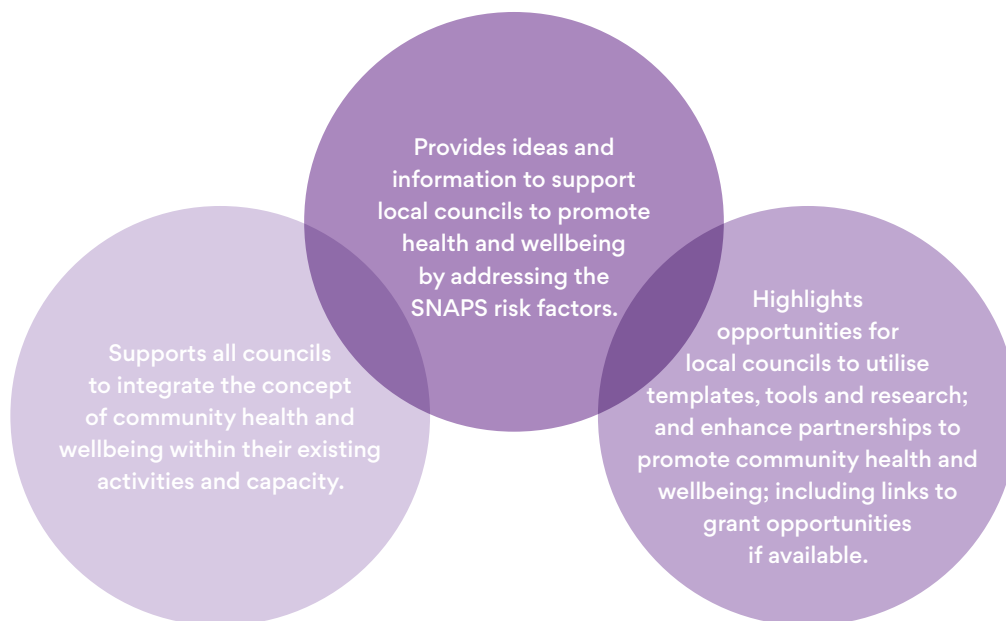 Provides ideas and
information to support
local councils to promote
health and wellbeing
by addressing the
SNAPS risk factors.
Supports all councils
to integrate the concept
of community health and
wellbeing within their existing
activities and capacity.
Highlights
opportunities for
local councils to utilise
templates, tools and research;
and enhance partnerships to
promote community health and
wellbeing; including links to
grant opportunities
if available.